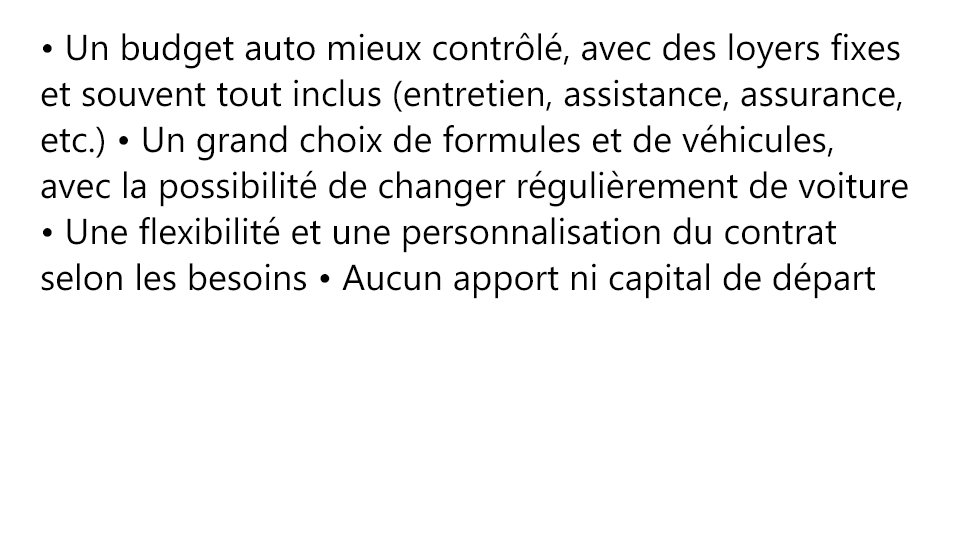 • Un budget auto mieux contrôlé, avec des loyers fixes
et souvent tout inclus (entretien, assistance, assurance,
etc.) • Un grand choix de formules et de véhicules,
avec la possibilité de changer régulièrement de voiture
• Une flexibilité et une personnalisation du contrat
selon les besoins • Aucun apport ni capital de départ